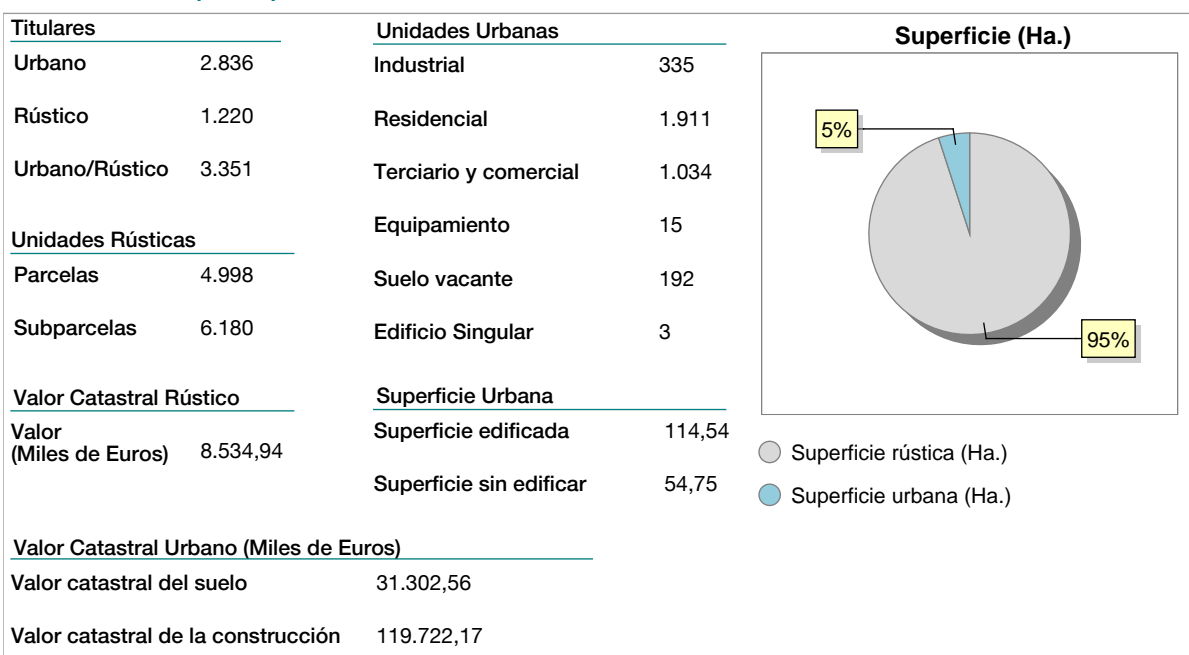 Titulares
Urbano 2.836
Rústico 1.220
Urbano/Rústico 3.351
Unidades Rústicas
Parcelas 4.998
Subparcelas 6.180
Valor Catastral Rústico
Valor
(Miles de Euros) 8.534,94
Unidades Urbanas
Industrial 335
Residencial 1.911
Terciario y comercial 1.034
Equipamiento 15
Suelo vacante 192
Edificio Singular 3
Superficie Urbana
Superficie edificada 114,54
Superficie sin edificar 54,75
Valor Catastral Urbano (Miles de Euros)
Valor catastral del suelo 31.302,56
Valor catastral de la construcción 119.722,17
Superficie (Ha.)
5%
95%
Superficie rústica (Ha.)
Superficie urbana (Ha.)